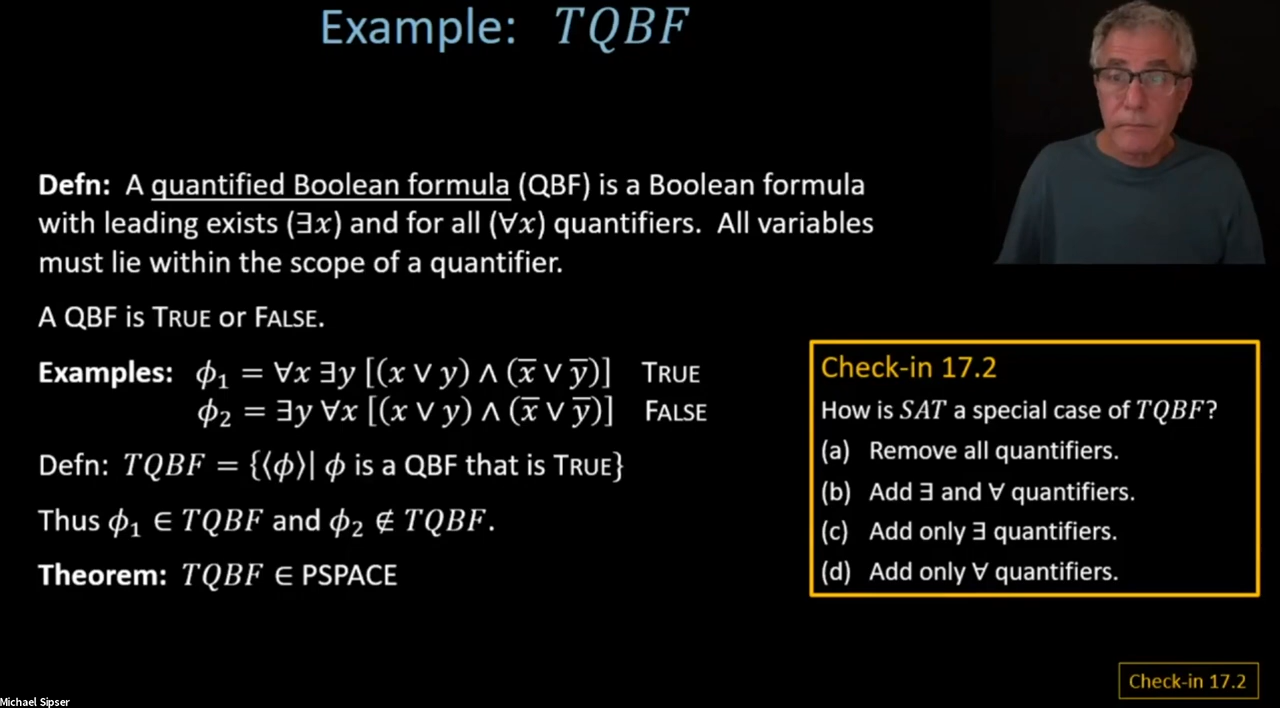 Example: TQBF
Defn: A quantified Boolean formula (QBF) is a Boolean formula
with leading exists (∃x) and for all (∀x) quantifiers. All variables
must lie within the scope of a quantifier.
A QBF is TRUE or FALSE.
Examples: ϕ₁ = ∀x ∃y [(x ∨ y) ∧ (x̅ ∨ y̅)] TRUE
ϕ₂ = ∃y ∀x [(x ∨ y) ∧ (x̅ ∨ y̅)] FALSE
Defn: TQBF = {⟨ϕ⟩| ϕ is a QBF that is TRUE}
Thus ϕ₁ ∈ TQBF and ϕ₂ ∉ TQBF.
Theorem: TQBF ∈ PSPACE
Check-in 17.2
How is SAT a special case of TQBF?
(a) Remove all quantifiers.
(b) Add ∃ and ∀ quantifiers.
(c) Add only ∃ quantifiers.
(d) Add only ∀ quantifiers.
Check-in 17.2
Michael Sipser